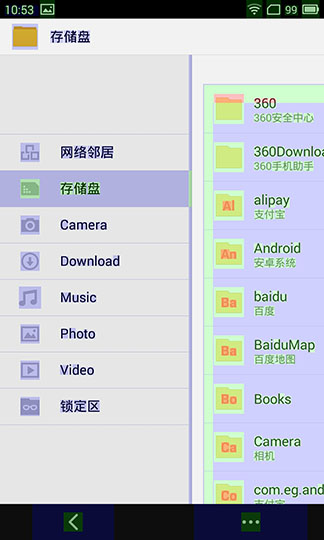 10:53
99
存储盘
网络邻居
存储盘
Camera
Download
Music
Photo
Video
锁定区
360
360安全中心
360Downloa
360手机助手
Al
alipay
支付宝
An
Android
安卓系统
Ba
baidu
百度
Ba
BaiduMap
百度地图
Bo
Books
Ca
Camera
相机
Co
com.eg.and